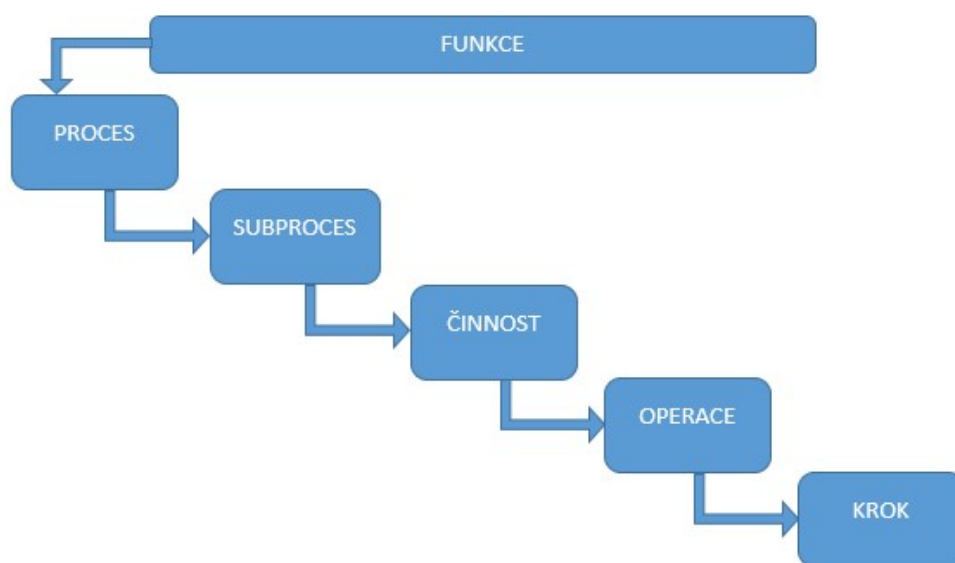 FUNKCE
PROCES
SUBPROCES
ČINNOST
OPERACE
KROK